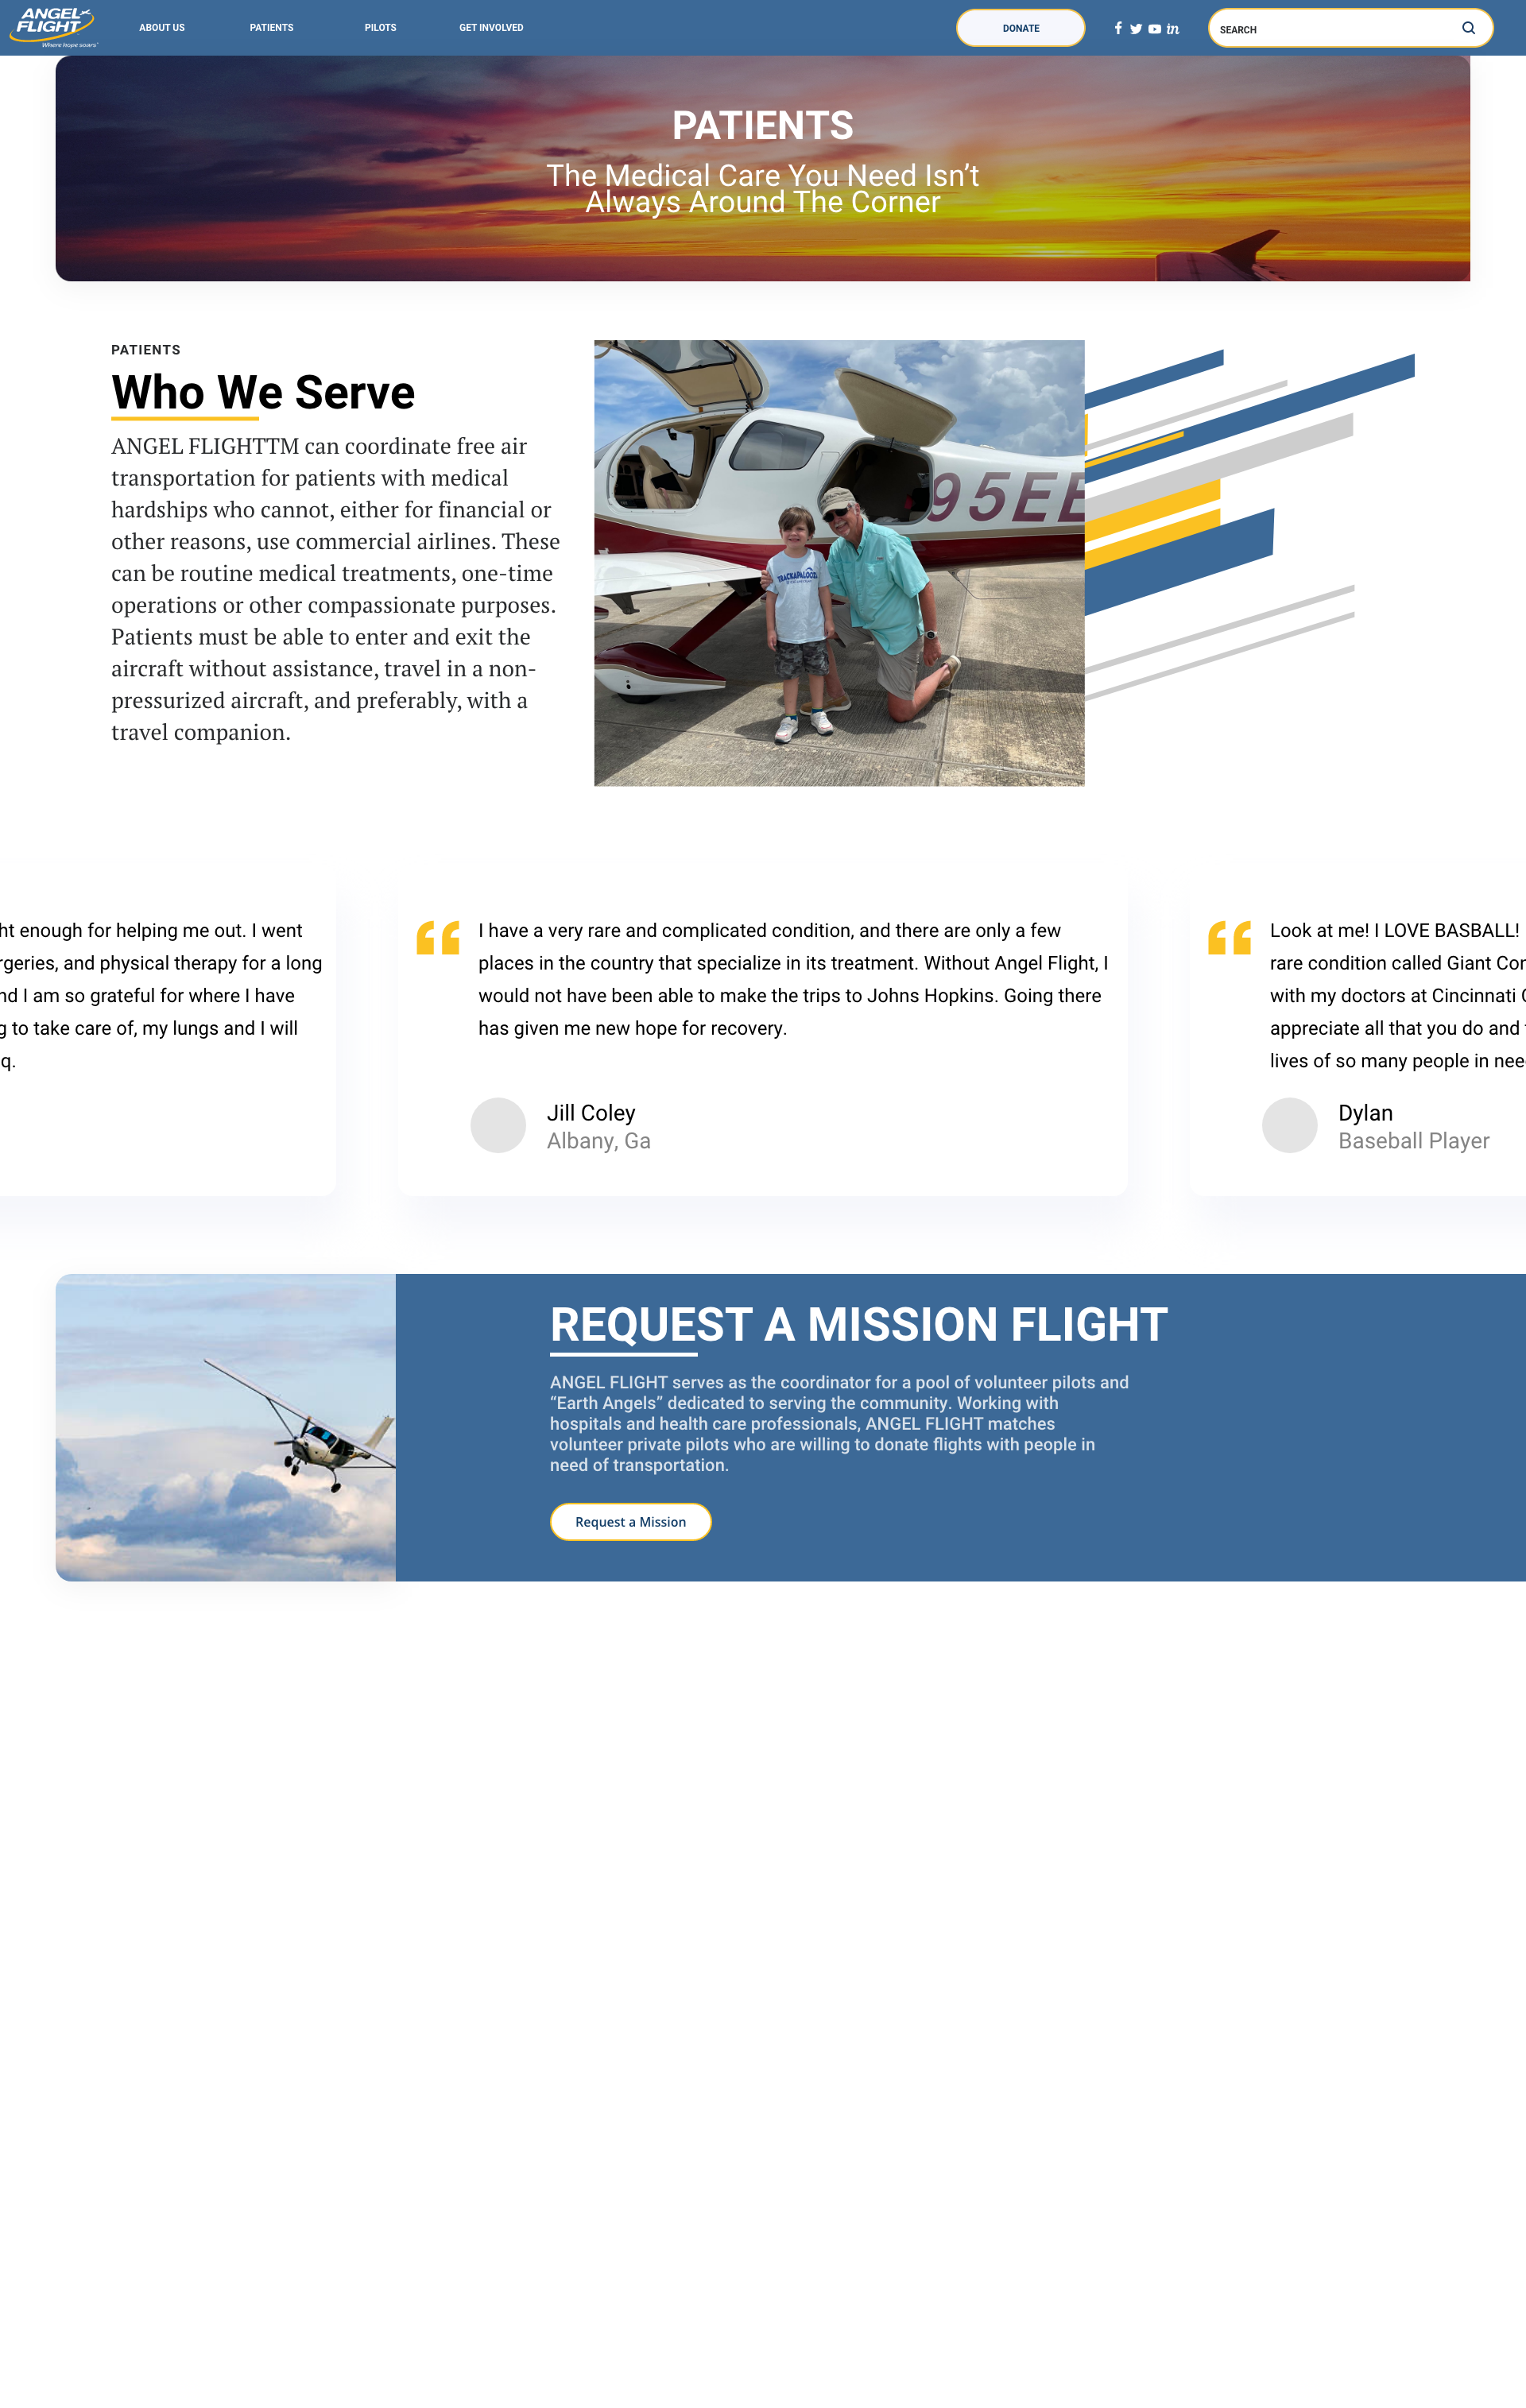 ANGEL
FLIGHT
Where hope soars
ABOUT US
PATIENTS
PILOTS
GET INVOLVED
DONATE
SEARCH
PATIENTS
The Medical Care You Need Isn’t
Always Around The Corner
PATIENTS
Who We Serve
ANGEL FLIGHTTM can coordinate free air
transportation for patients with medical
hardships who cannot, either for financial or
other reasons, use commercial airlines. These
can be routine medical treatments, one-time
operations or other compassionate purposes.
Patients must be able to enter and exit the
aircraft without assistance, travel in a non-
pressurized aircraft, and preferably, with a
travel companion.
95EE
TRACKAPALOOZA
ht enough for helping me out. I went
rgeries, and physical therapy for a long
nd I am so grateful for where I have
g to take care of, my lungs and I will
q.
“ I have a very rare and complicated condition, and there are only a few
places in the country that specialize in its treatment. Without Angel Flight, I
would not have been able to make the trips to Johns Hopkins. Going there
has given me new hope for recovery.
Jill Coley
Albany, Ga
“ Look at me! I LOVE BASBALL!
rare condition called Giant Con
with my doctors at Cincinnati
appreciate all that you do and
lives of so many people in nee
Dylan
Baseball Player
REQUEST A MISSION FLIGHT
ANGEL FLIGHT serves as the coordinator for a pool of volunteer pilots and
“Earth Angels” dedicated to serving the community. Working with
hospitals and health care professionals, ANGEL FLIGHT matches
volunteer private pilots who are willing to donate flights with people in
need of transportation.
Request a Mission